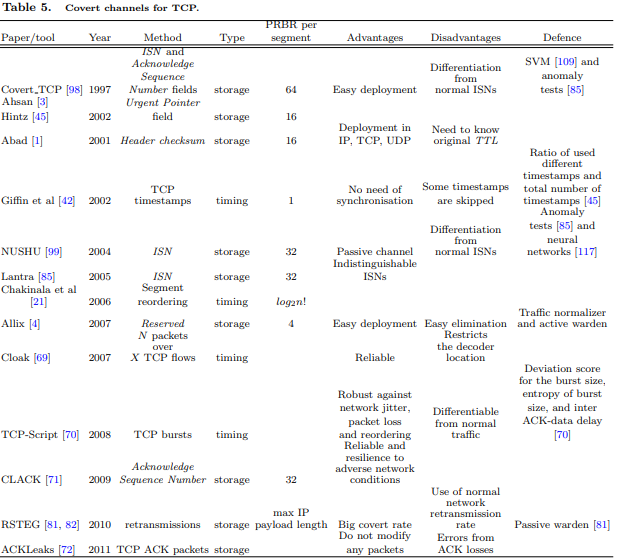 Table 5. Covert channels for TCP.
PRBR per
Paper/tool Year Method Type segment Advantages Disadvantages Defence
ISN and
Acknowledge
Sequence
Differentiation
from
SVM [109] and
anomaly
Covert_TCP [98] 1997 Number fields storage 64 Easy deployment normal ISNs tests [85]
Ahsan [3]
Urgent Pointer
Hintz [45] 2002 field storage 16
Deployment in
Need to know
Abad [1] 2001 Header checksum storage 16 IP, TCP, UDP original TTL
Ratio of used
different
timestamps and
TCP
No need of
Some timestamps
total number of
Giffin et al [42] 2002 timestamps timing 1 synchronisation are skipped timestamps [45]
Anomaly
Differentiation
from
tests [85] and
neural
NUSHU [99] 2004 ISN storage 32 Passive channel normal ISNs networks [117]
Indistinguishable
Lantra [85] 2005 ISN storage 32 ISNs
Chakinala et al
Segment
[21] 2006 reordering timing log2n!
Traffic normalizer
Allix [4] 2007 Reserved storage 4 Easy deployment Easy elimination and active warden
N packets
over
Restricts
the decoder
Cloak [69] 2007 X TCP flows timing Reliable location
Deviation score
for the burst size,
entropy of burst
size, and inter
ACK-data delay
Robust against
network jitter,
packet loss
Differentiable
from normal
TCP-Script [70] 2008 TCP bursts timing and reordering traffic [70]
Reliable and
resilience to
adverse network
Acknowledge
CLACK [71] 2009 Sequence Number storage 32 conditions
Use of normal
network
retransmission
max IP
RSTEG [81, 82] 2010 retransmissions storage payload length Big covert rate rate Passive warden [81]
Do not modify
Errors from
ACKLeaks [72] 2011 TCP ACK packets storage any packets ACK losses